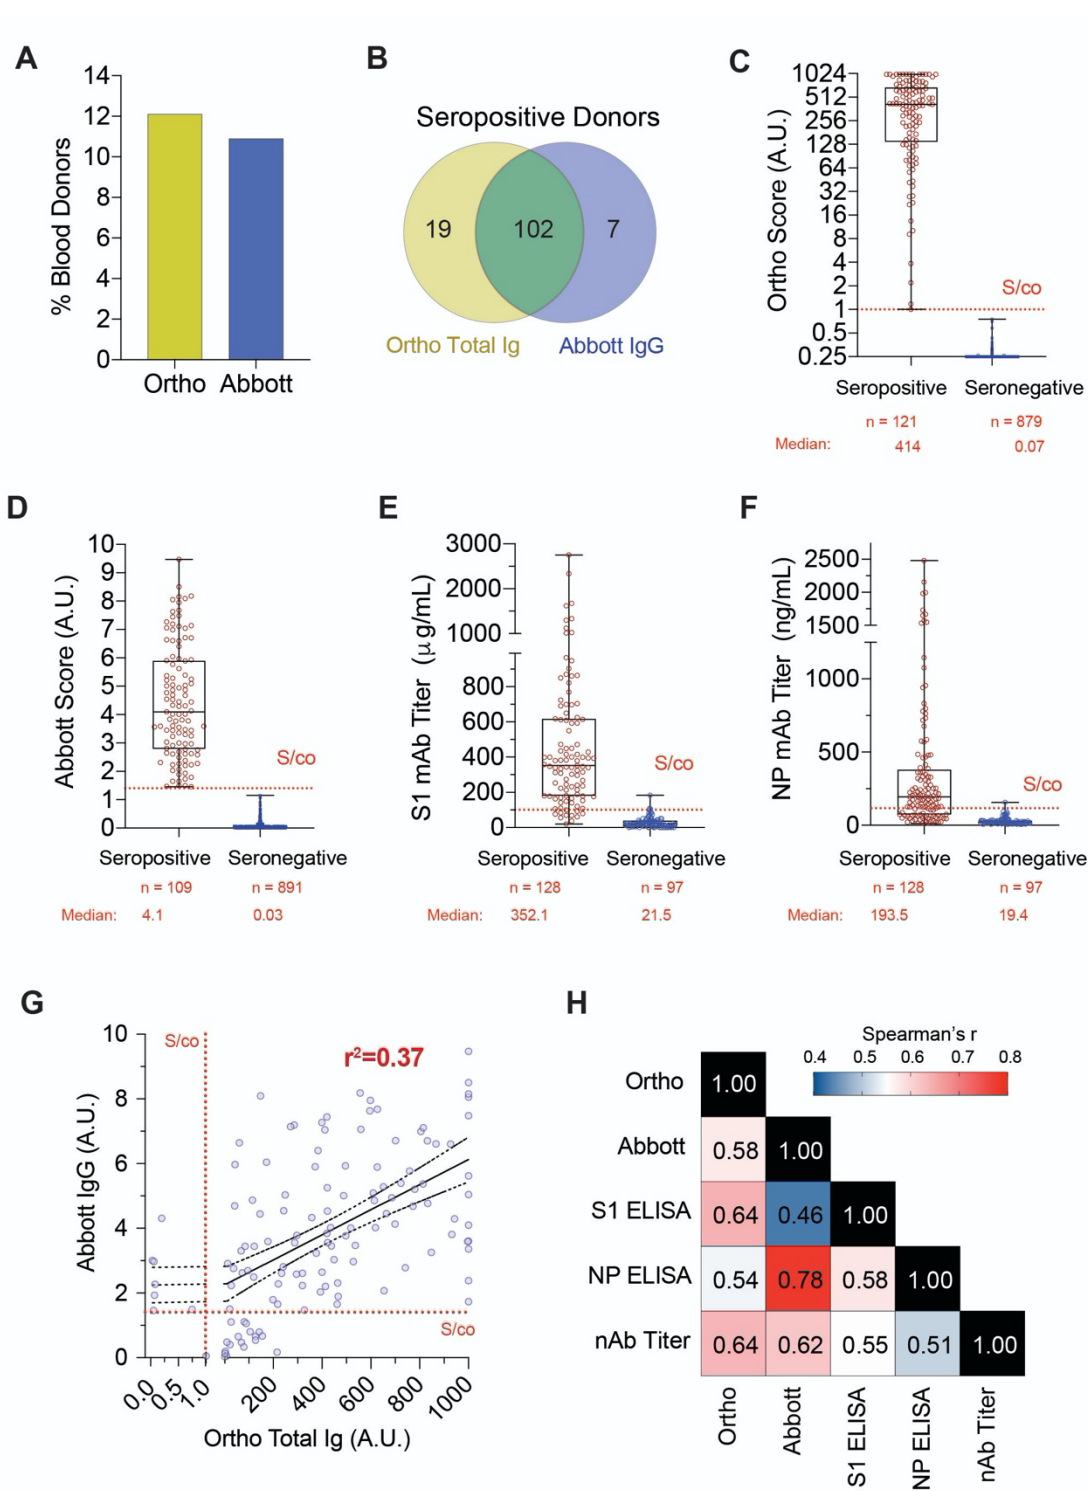 A
14
12
10
8
6
4
2
0
% Blood Donors
Ortho Abbott
B
Seropositive Donors
19 102 7
Ortho Total Ig Abbott IgG
C
1024
512
256
128
64
32
16
8
4
2
1
0.5
0.25
Ortho Score (A.U.)
S/co
Seropositive Seronegative
n = 121 n = 879
Median: 414 0.07
D
10
9
8
7
6
5
4
3
2
1
0
Abbott Score (A.U.)
S/co
Seropositive Seronegative
n = 109 n = 891
Median: 4.1 0.03
E
3000
2000
1000
800
600
400
200
0
S1 mAb Titer (μg/mL)
S/co
Seropositive Seronegative
n = 128 n = 97
Median: 352.1 21.5
F
2500
2000
1500
1000
500
0
NP mAb Titer (ng/mL)
S/co
Seropositive Seronegative
n = 128 n = 97
Median: 193.5 19.4
G
10
8
6
4
2
0
Abbott IgG (A.U.)
S/co
r²=0.37
S/co
0.0 0.5 1.0 200 400 600 800 1000
Ortho Total Ig (A.U.)
H
Spearman's r
0.4 0.5 0.6 0.7 0.8
Ortho 1.00
Abbott 0.58 1.00
S1 ELISA 0.64 0.46 1.00
NP ELISA 0.54 0.78 0.58 1.00
nAb Titer 0.64 0.62 0.55 0.51 1.00
Ortho Abbott S1 ELISA NP ELISA nAb Titer